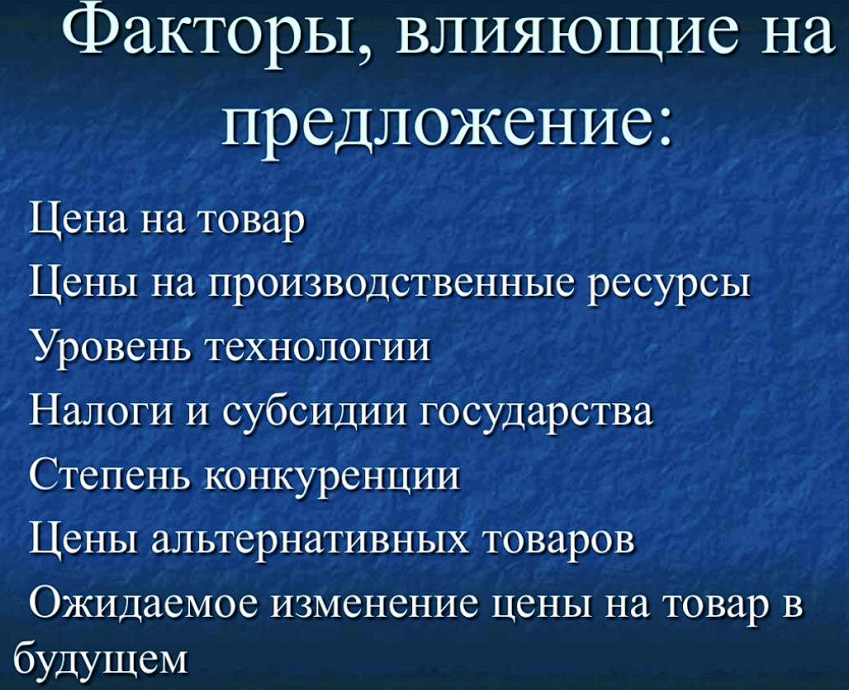 Факторы, влияющие на
предложение:
Цена на товар
Цены на производственные ресурсы
Уровень технологии
Налоги и субсидии государства
Степень конкуренции
Цены альтернативных товаров
Ожидаемое изменение цены на товар в
будущем